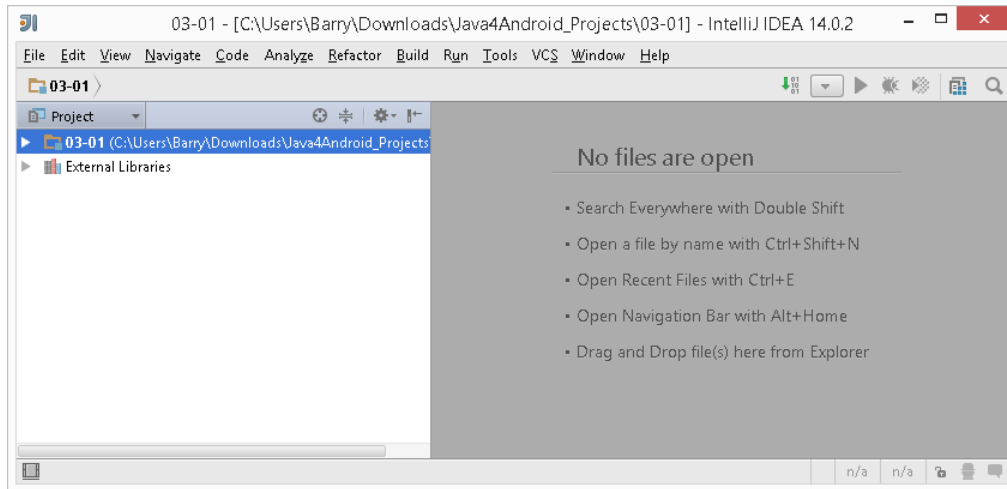 03-01 - [C:\Users\Barry\Downloads\Java4Android_Projects\03-01] - IntelliJ IDEA 14.0.2
File Edit View Navigate Code Analyze Refactor Build Run Tools VCS Window Help
03-01
Project
03-01 (C:\Users\Barry\Downloads\Java4Android_Projects\
External Libraries
No files are open
▪ Search Everywhere with Double Shift
▪ Open a file by name with Ctrl+Shift+N
▪ Open Recent Files with Ctrl+E
▪ Open Navigation Bar with Alt+Home
▪ Drag and Drop file(s) here from Explorer
n/a n/a